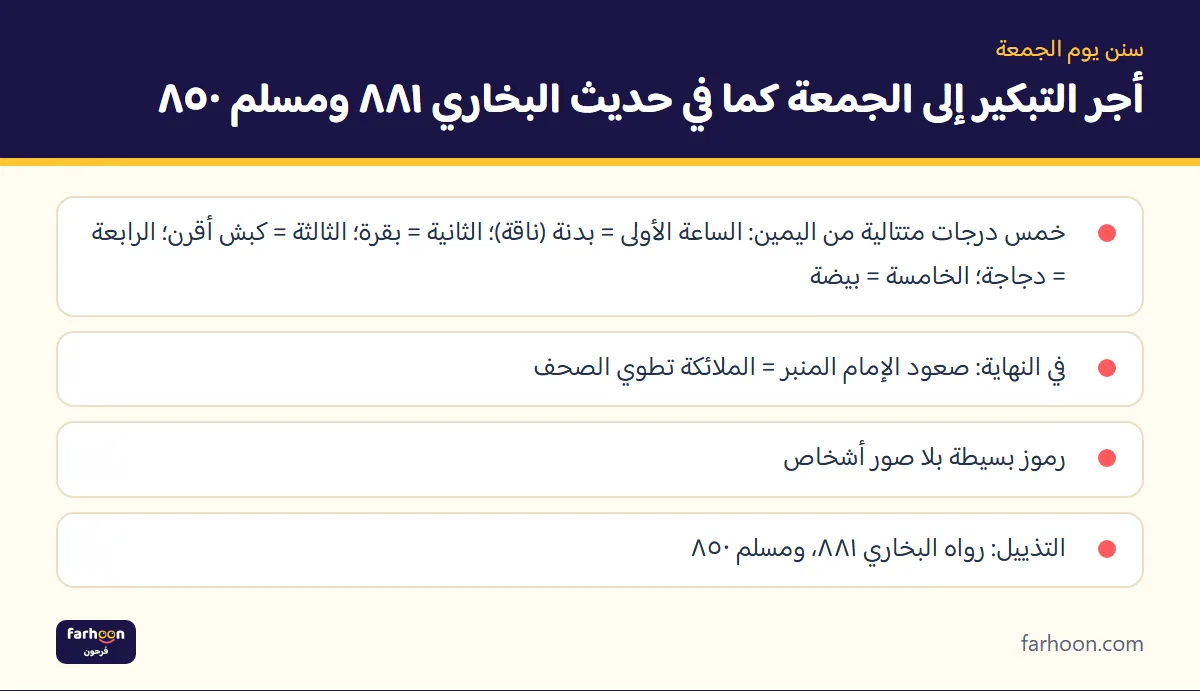 سنن يوم الجمعة
أجر التبكير إلى الجمعة كما في حديث البخاري ٨٨١ ومسلم ٨٥٠
خمس درجات متتالية من اليمين: الساعة الأولى = بدنة (ناقة)؛ الثانية = بقرة؛ الثالثة = كبش أقرن؛ الرابعة
= دجاجة؛ الخامسة = بيضة
في النهاية: صعود الإمام المنبر = الملائكة تطوي الصحف
رموز بسيطة بلا صور أشخاص
التذييل: رواه البخاري ٨٨١، ومسلم ٨٥٠
farhoon.com
farhoon
فرحون